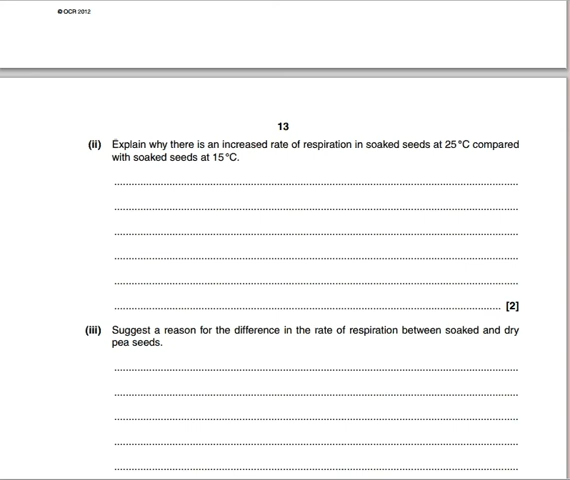 © OCR 2012
13
(ii) Explain why there is an increased rate of respiration in soaked seeds at 25 °C compared
with soaked seeds at 15 °C.
[2]
(iii) Suggest a reason for the difference in the rate of respiration between soaked and dry
pea seeds.